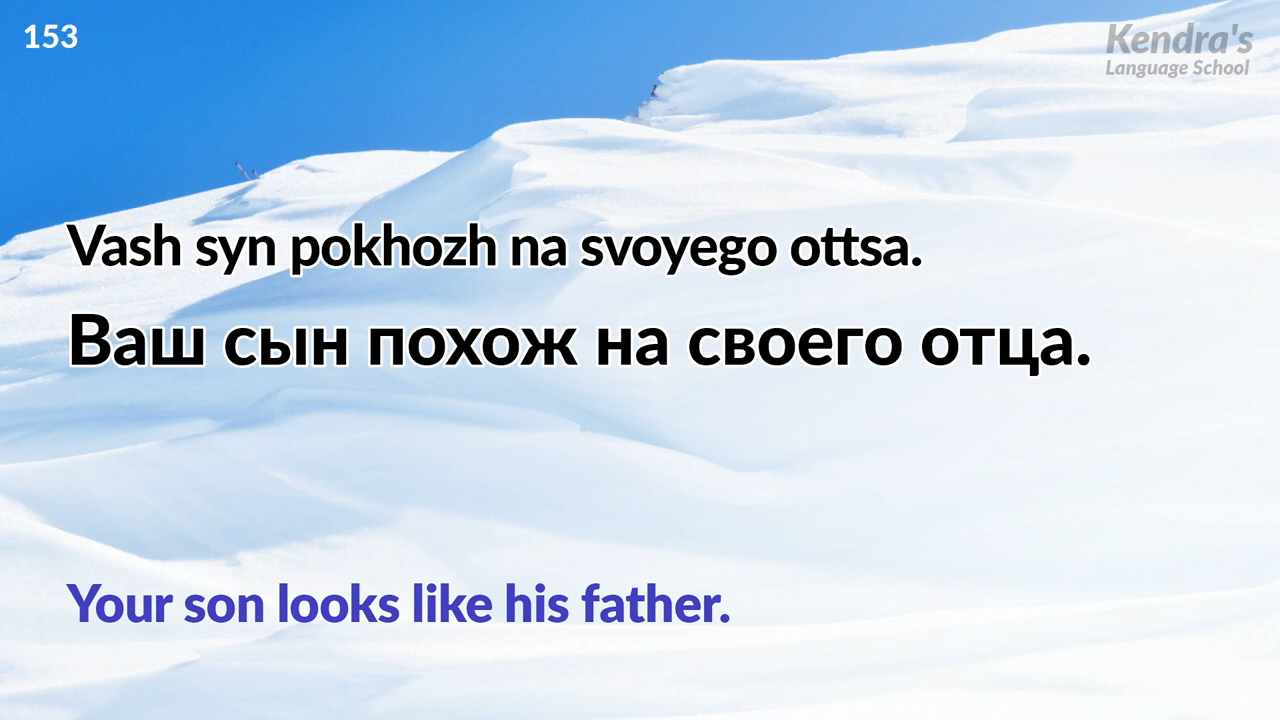 153
Kendra's
Language School
Vash syn pokhozh na svoyego ottsa.
Ваш сын похож на своего отца.
Your son looks like his father.